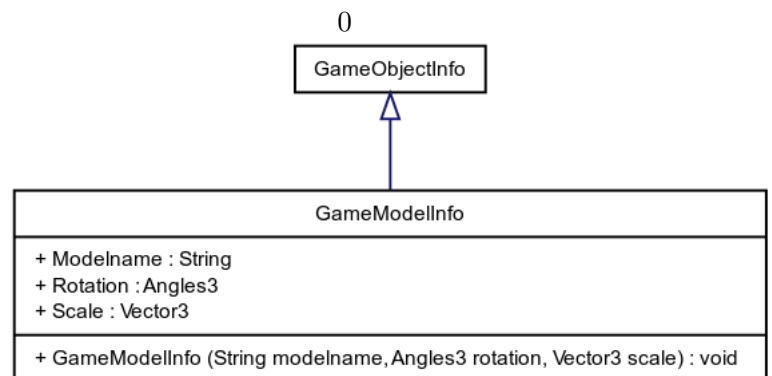 0
GameObjectInfo
GameModelInfo
+ Modelname : String
+ Rotation : Angles3
+ Scale : Vector3
+ GameModelInfo (String modelname, Angles3 rotation, Vector3 scale) : void